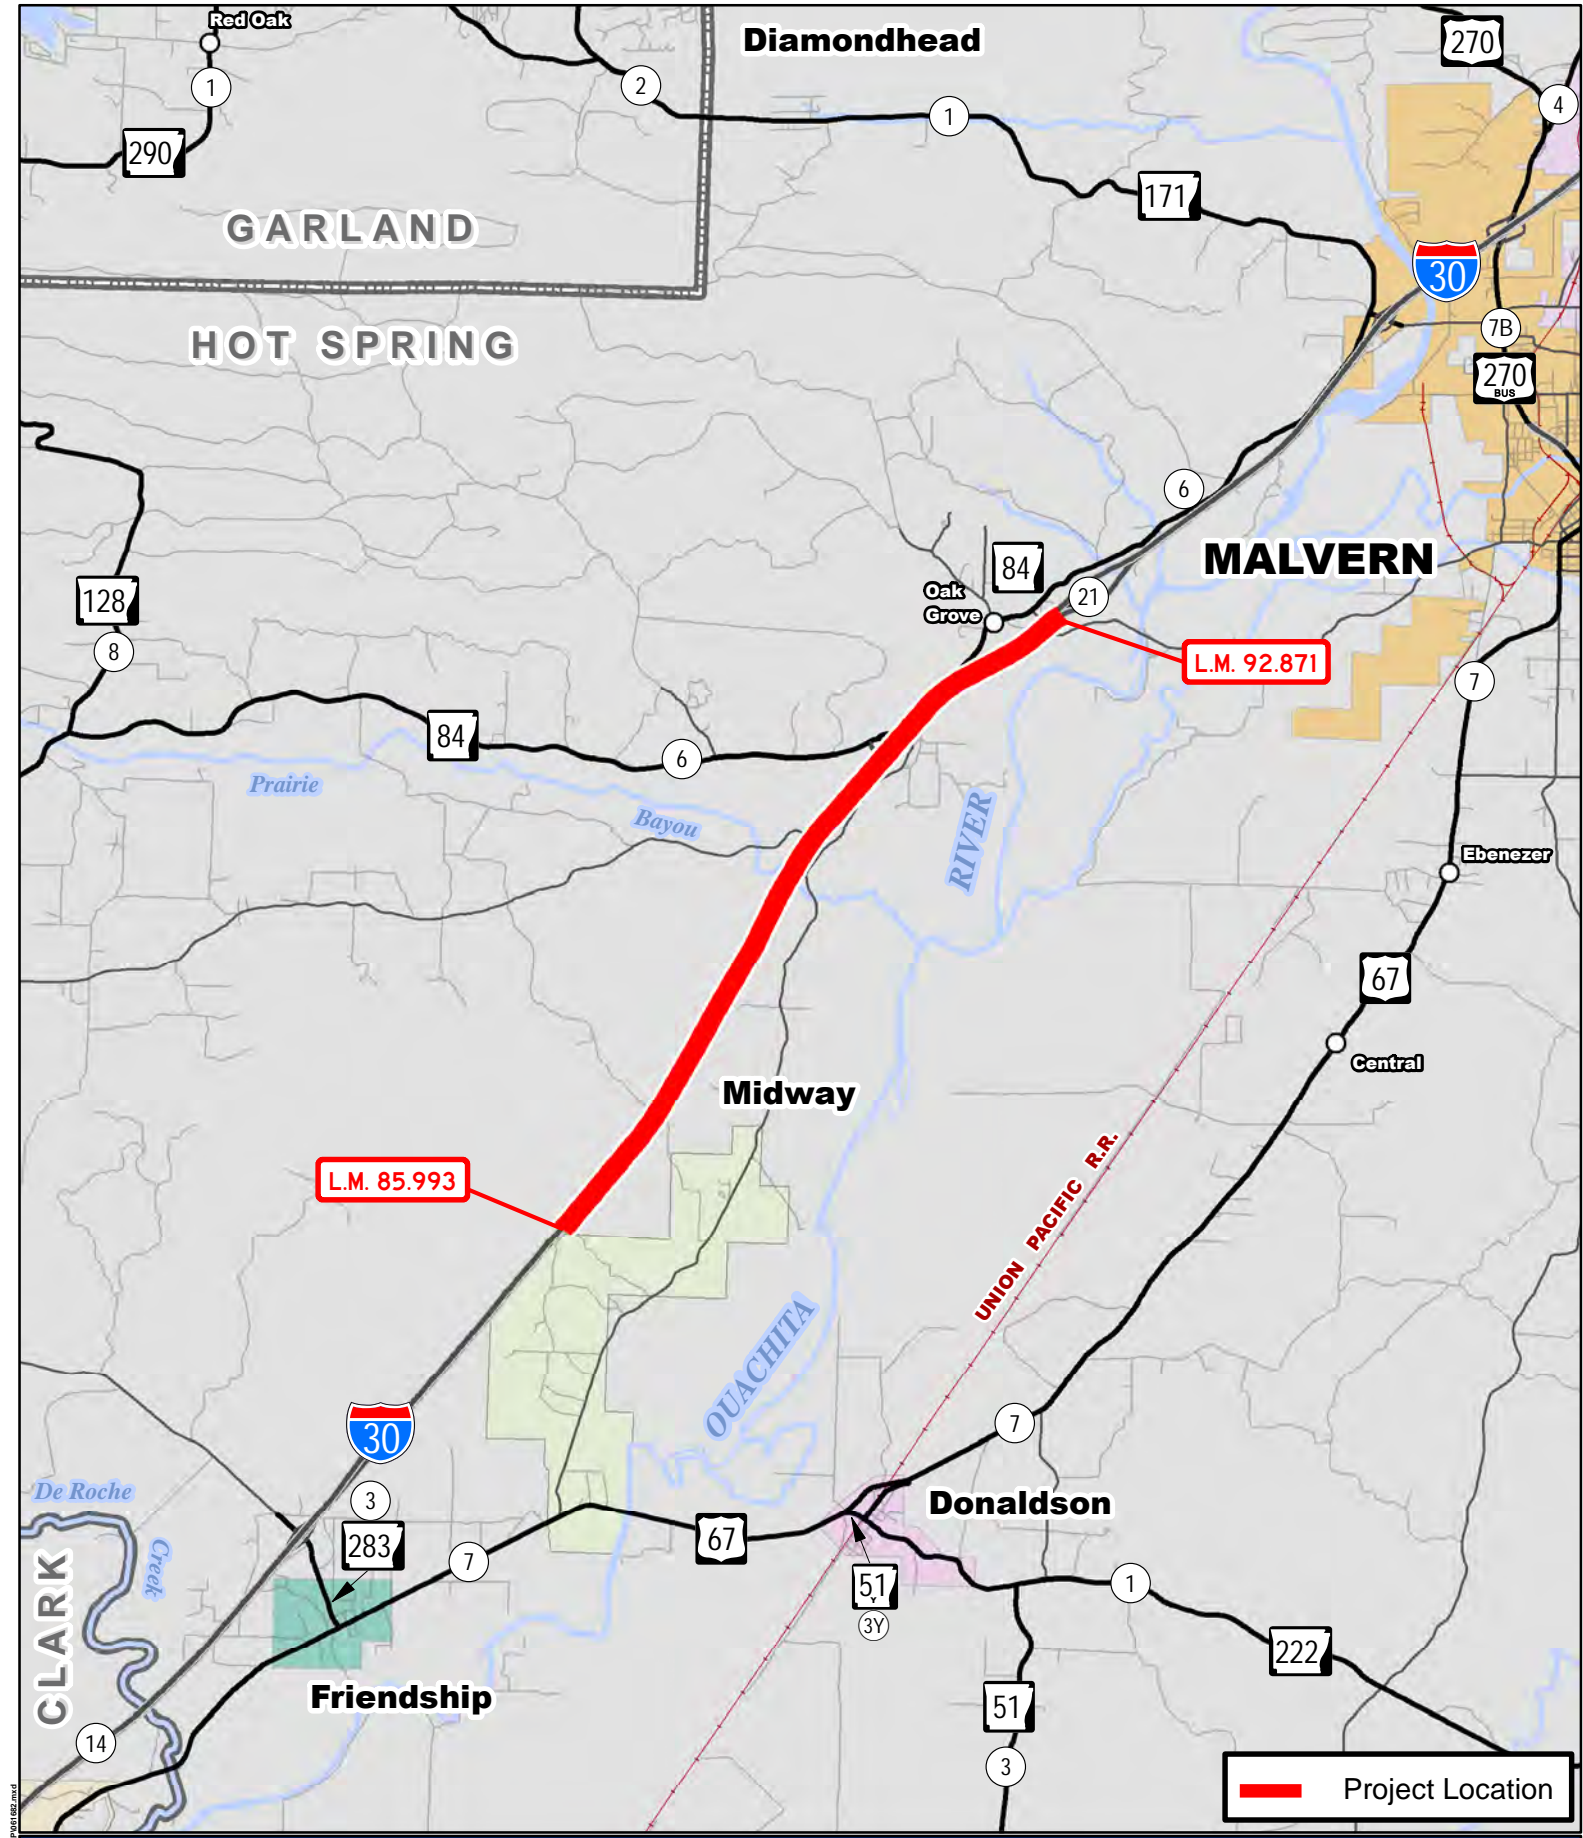 Red Oak
Diamondhead
270
1
2
1
4
290
171
GARLAND
30
HOT SPRING
7B
270
BUS
6
MALVERN
84
128
Oak
Grove
21
8
L.M. 92.871
7
84
6
Prairie
Bayou
RIVER
Ebenezer
67
Central
Midway
L.M. 85.993
UNION PACIFIC R.R.
OUACHITA
30
7
De Roche
Creek
3
283
7
67
Donaldson
51
Y
3Y
1
CLARK
222
Friendship
51
14
3
Project Location
P\061682.mxd